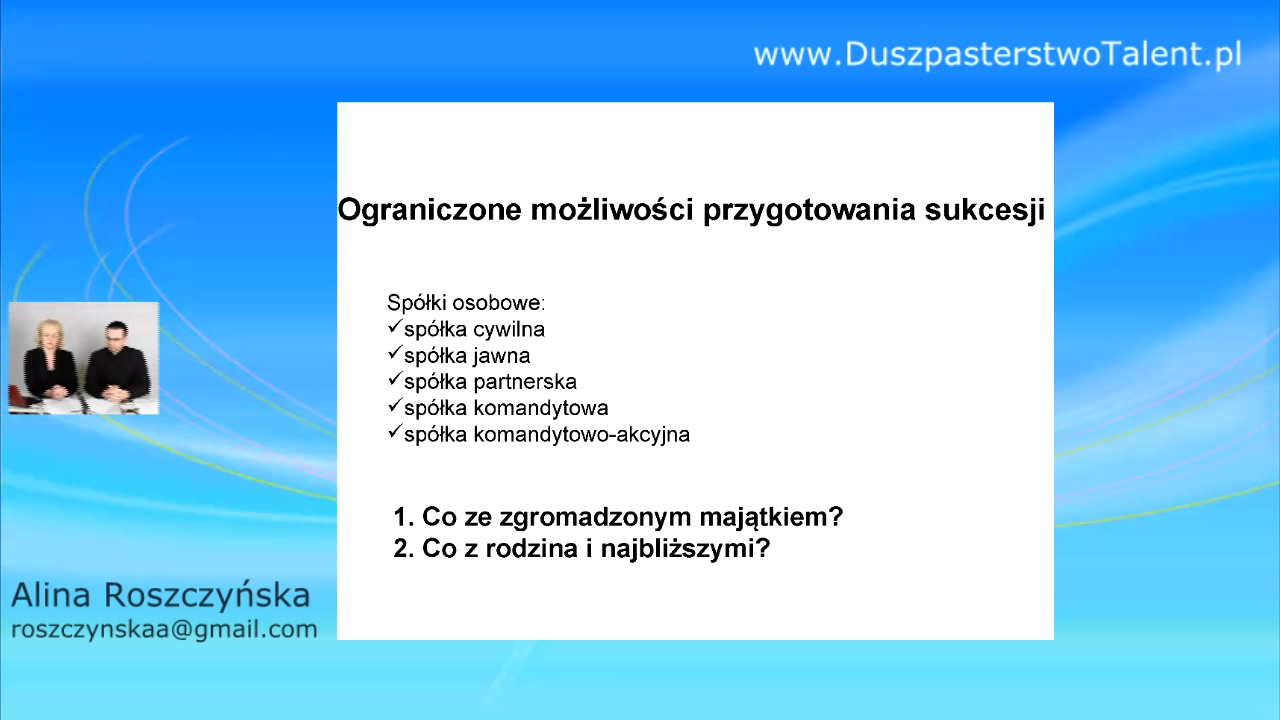 www.DuszpasterstwoTalent.pl
Ograniczone możliwości przygotowania sukcesji
Spółki osobowe:
✓spółka cywilna
✓spółka jawna
✓spółka partnerska
✓spółka komandytowa
✓spółka komandytowo-akcyjna
1. Co ze zgromadzonym majątkiem?
2. Co z rodzina i najbliższymi?
Alina Roszczyńska
roszczynskaa@gmail.com